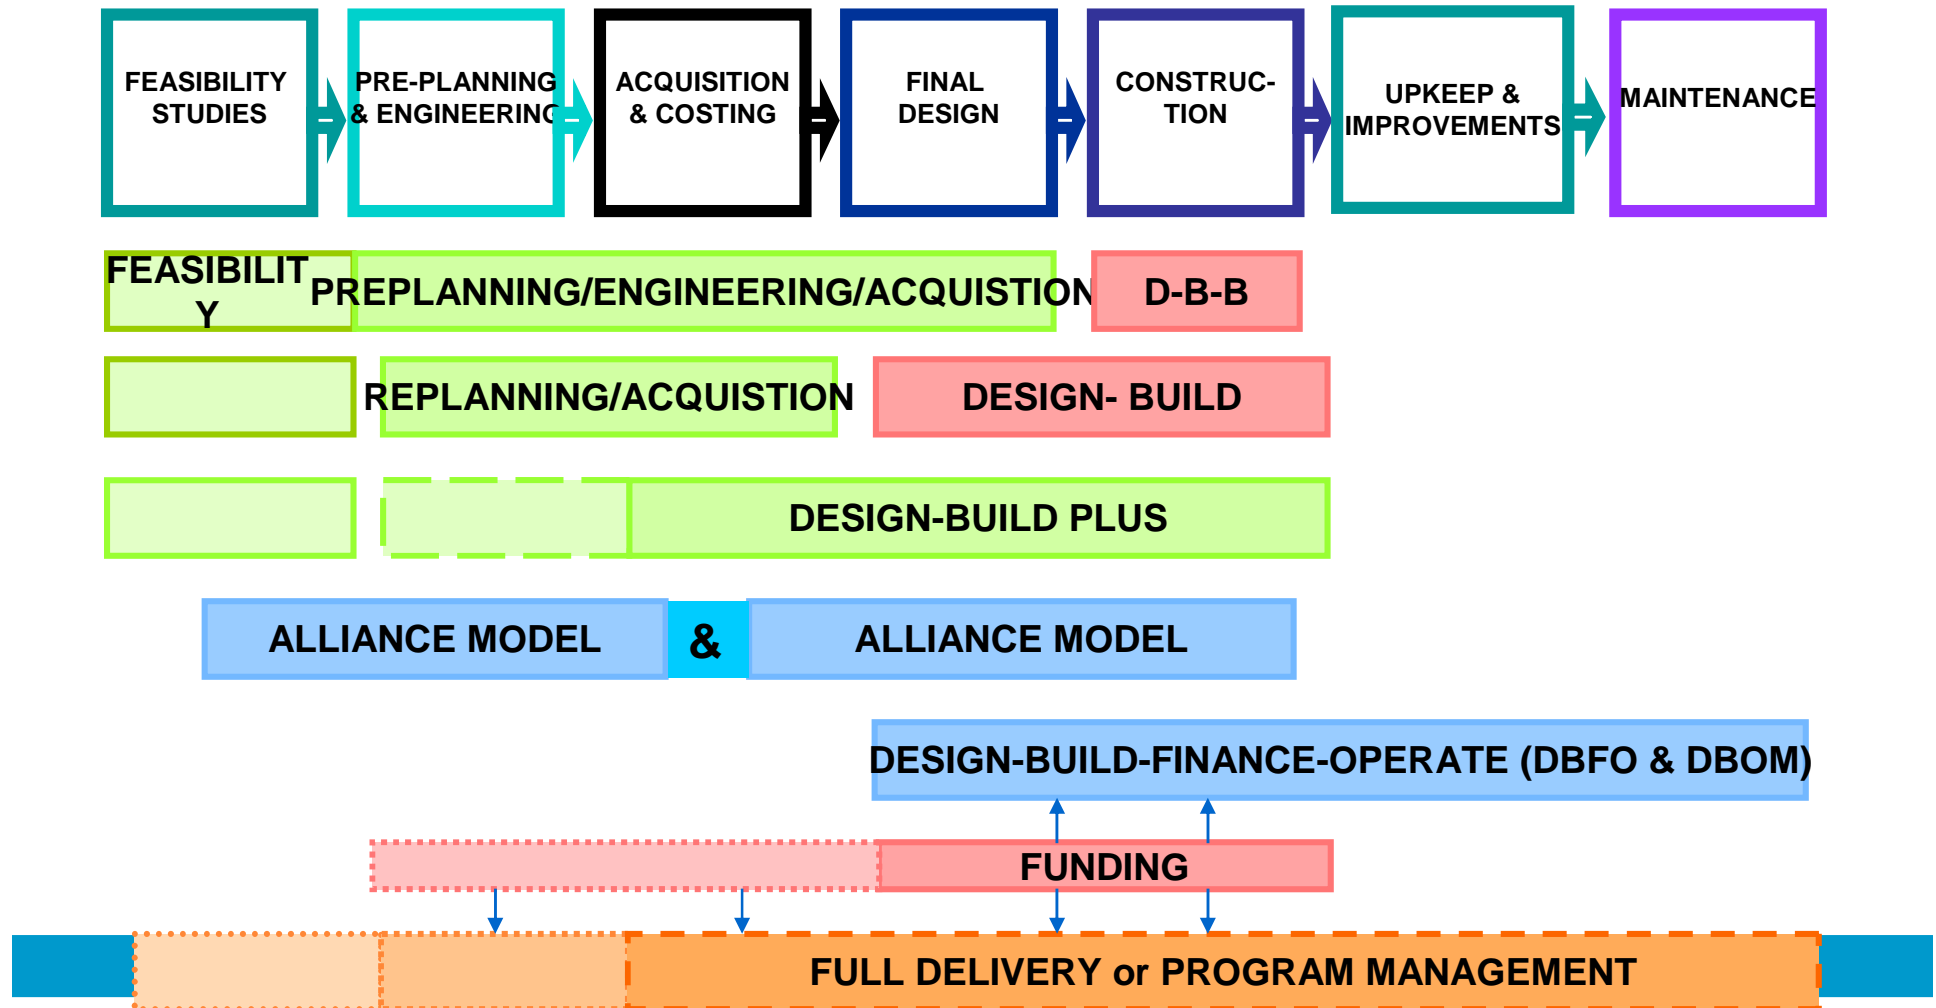 FEASIBILITY
STUDIES
PRE-PLANNING
& ENGINEERING
ACQUISITION
& COSTING
FINAL
DESIGN
CONSTRUC-
TION
UPKEEP &
IMPROVEMENTS
MAINTENANCE
FEASIBILIT
Y
PREPLANNING/ENGINEERING/ACQUISTION
D-B-B
REPLANNING/ACQUISTION
DESIGN- BUILD
DESIGN-BUILD PLUS
ALLIANCE MODEL
&
ALLIANCE MODEL
DESIGN-BUILD-FINANCE-OPERATE (DBFO & DBOM)
FUNDING
FULL DELIVERY or PROGRAM MANAGEMENT